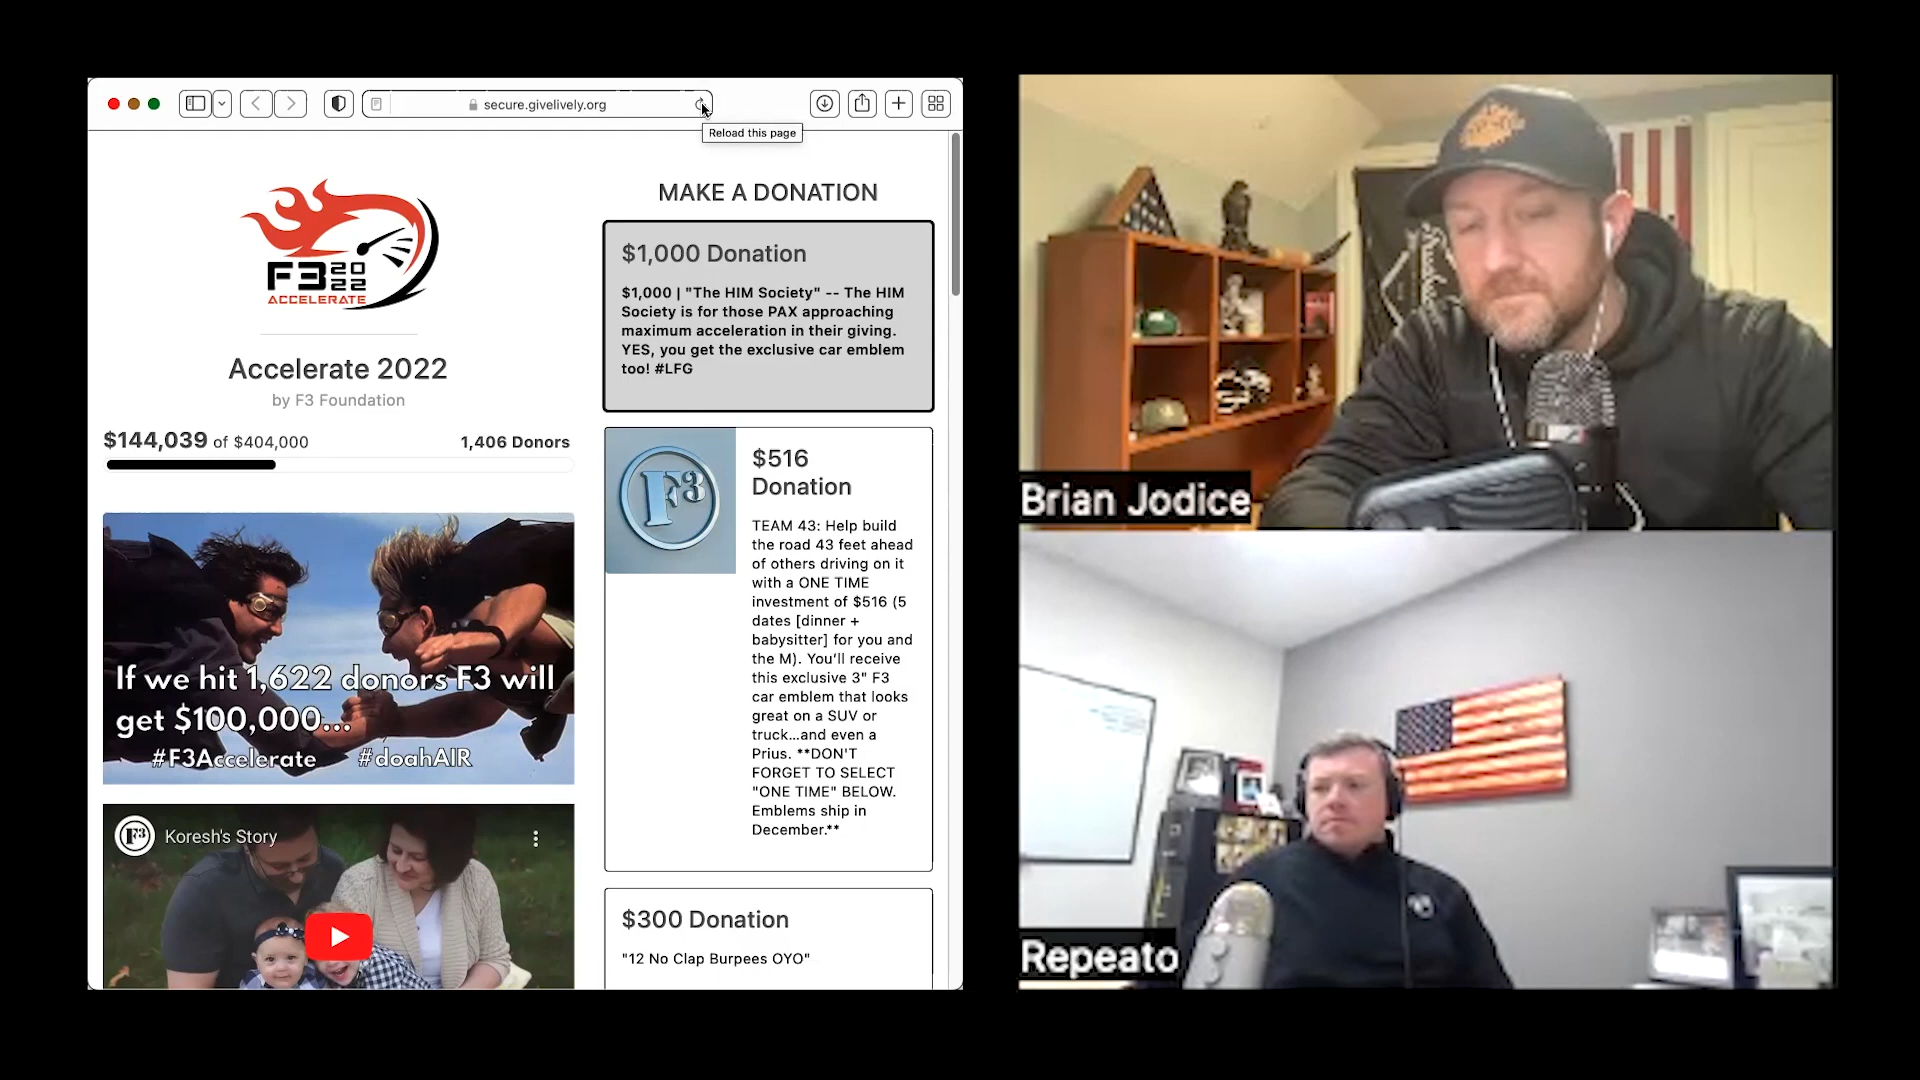 secure.givelively.org
Reload this page
F3 20
22
ACCELERATE
Accelerate 2022
by F3 Foundation
$144,039 of $404,000
1,406 Donors
If we hit 1,622 donors F3 will
get $100,000...
#F3Accelerate #doahAIR
F3
Koresh's Story
MAKE A DONATION
$1,000 Donation
$1,000 | "The HIM Society" -- The HIM
Society is for those PAX approaching
maximum acceleration in their giving.
YES, you get the exclusive car emblem
too! #LFG
F3
$516
Donation
TEAM 43: Help build
the road 43 feet ahead
of others driving on it
with a ONE TIME
investment of $516 (5
dates [dinner +
babysitter] for you and
the M). You'll receive
this exclusive 3" F3
car emblem that looks
great on a SUV or
truck...and even a
Prius. **DON'T
FORGET TO SELECT
"ONE TIME" BELOW.
Emblems ship in
December.**
$300 Donation
"12 No Clap Burpees OYO"
Brian Jodice
Repeato